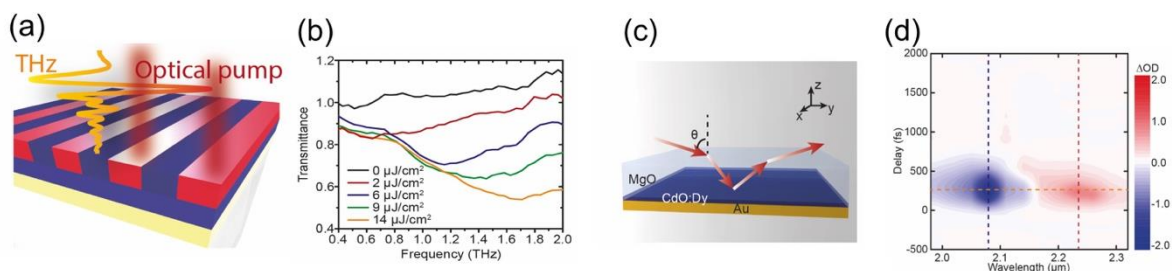 (a)
THz
Optical pump
(b)
Transmittance
1.2
1.0
0.8
0.6
0.4
0 μJ/cm²
2 μJ/cm²
6 μJ/cm²
9 μJ/cm²
14 μJ/cm²
0.4 0.6 0.8 1.0 1.2 1.4 1.6 1.8 2.0
Frequency (THz)
(c)
z
x y
θ
MgO
CdO:Dy
Au
(d)
Delay (fs)
2000
1500
1000
500
0
-500
2.0 2.1 2.2 2.3
Wavelength (μm)
ΔOD
2.0
1.0
0.0
-1.0
-2.0